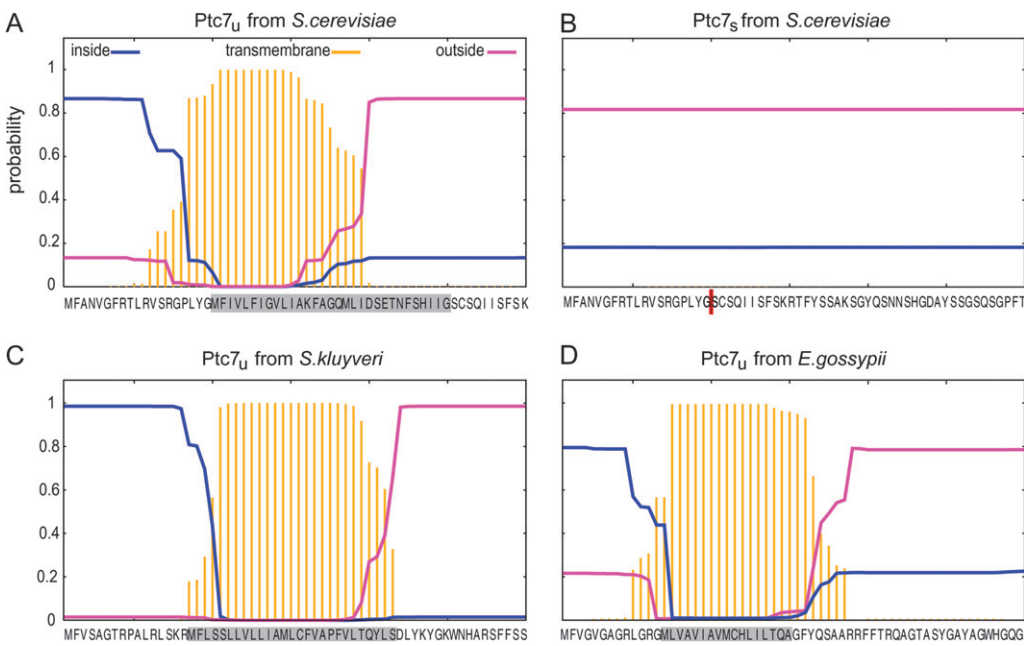 A
Ptc7u from S.cerevisiae
B
Ptc7s from S.cerevisiae
inside
transmembrane
outside
probability
1
0.8
0.6
0.4
0.2
0
MFANVGFRTLRVSRGPLYGMFIVLFIGVLIAKFAGQMLIDSETNFSHIIGSCSQIISFSK
MFANVGFRTLRVSRGPLYGSCSQIISFSKRTFYSSAKSGYQSNNSHGDAYSSGSQSGPFT
C
Ptc7u from S.kluyveri
D
Ptc7u from E.gossypii
1
0.8
0.6
0.4
0.2
0
MFVSAGTRPALRLSKRMFLSSLLVLLIAMLCFVAPFVLTQYLSDLYKYGKWNHARSFFSS
MFVGVGAGRLGRGMLVAVIAVMCHLILTQAGFYQSAARRFFTRQAGTASYGAYAGWHGQG